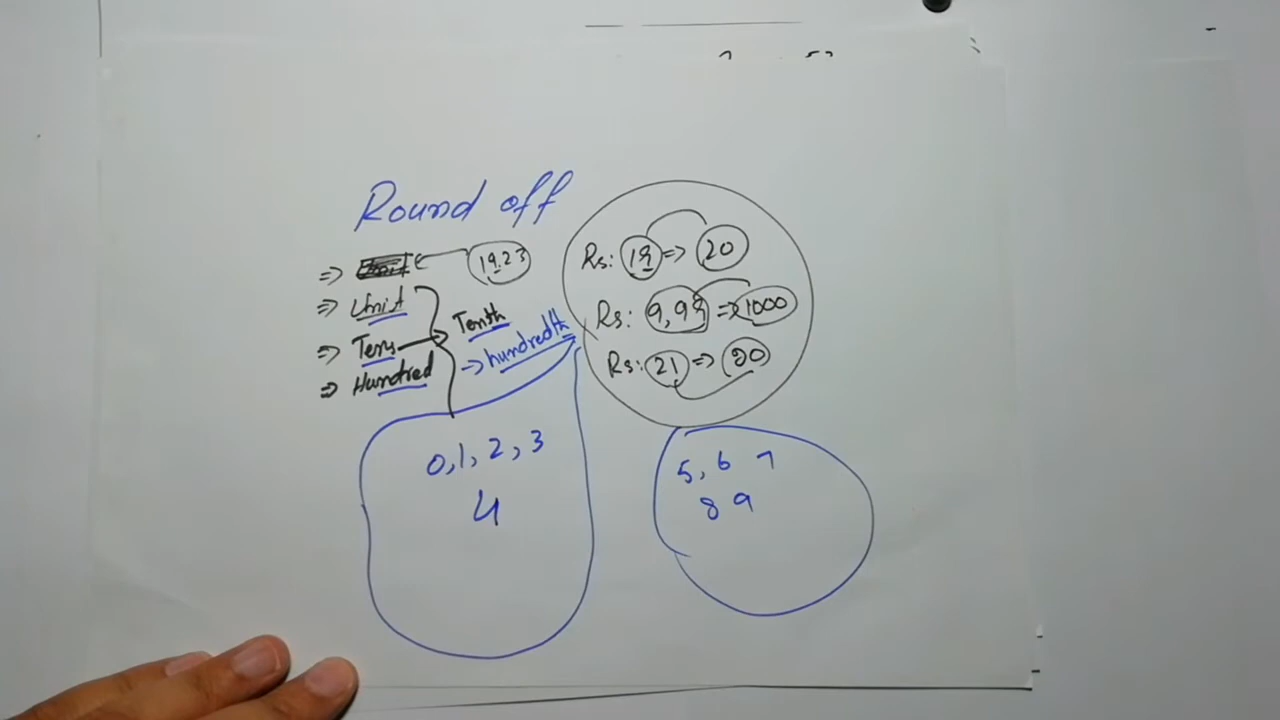 Round off
⇒ 19.23
⇒ Unit
⇒ Tens
⇒ Hundred
Tenth
⇒ hundredth
Rs: 19 ⇒ 20
Rs: 9,99 ⇒ 1000
Rs: 21 ⇒ 20
0, 1, 2, 3
4
5, 6 7
8 9